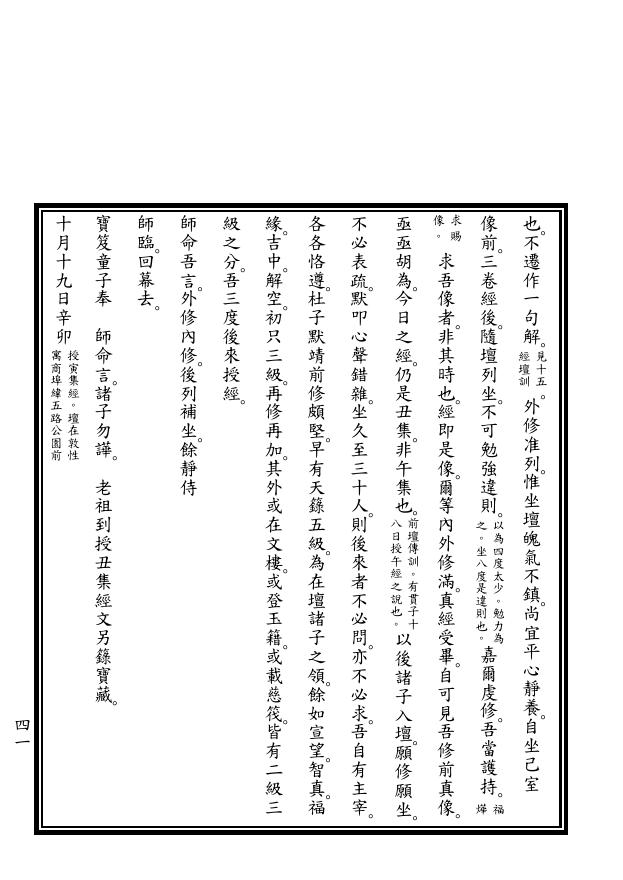 也。不遷作一句解。見十五經壇訓。外修准列。惟坐壇魄氣不鎮。尚宜平心靜養。自坐己室
像前。三卷經後。隨壇列坐。不可勉強違則。以為四度太少。勉力為之。坐八度是違則也。嘉爾虔修。吾當護持。福燁
求賜像。求吾像者。非其時也。經即是像。爾等內外修滿。真經受畢。自可見吾修前真像。
亟亟胡為。今日之經。仍是丑集。非午集也。前壇傳訓。有貫子十八日授午經之說也。以後諸子入壇。願修願坐。
不必表疏。默叩心聲錯雜。坐久至三十人。則後來者不必問。亦不必求。吾自有主宰。
各各恪遵。杜子默靖前修頗堅。早有天籙五級。為在壇諸子之領。餘如宣望。智真。福
緣。吉中。解空。初只三級。再修再加。其外或在文樓。或登玉籍。或載慈筏。皆有二級三
級之分。吾三度後來授經。
師命吾言。外修內修。後列補坐。餘靜侍
師臨。回幕去。
寶笈童子奉　師命言。諸子勿譁。　老祖到授丑集經文另錄寶藏。
十月十九日辛卯　授寅集經。壇在敦性寓商埠緯五路公園前
四一